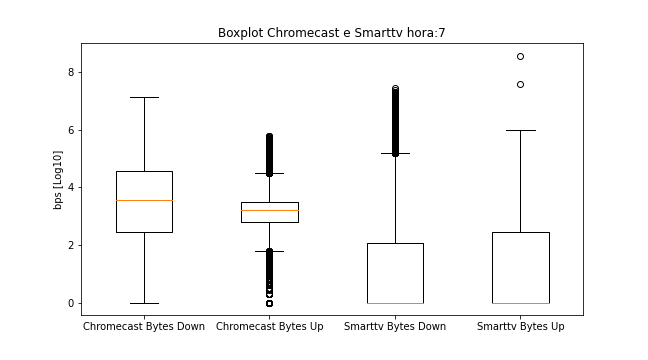 Boxplot Chromecast e Smarttv hora:7
bps [Log10]
8
6
4
2
0
Chromecast Bytes Down Chromecast Bytes Up Smarttv Bytes Down Smarttv Bytes Up